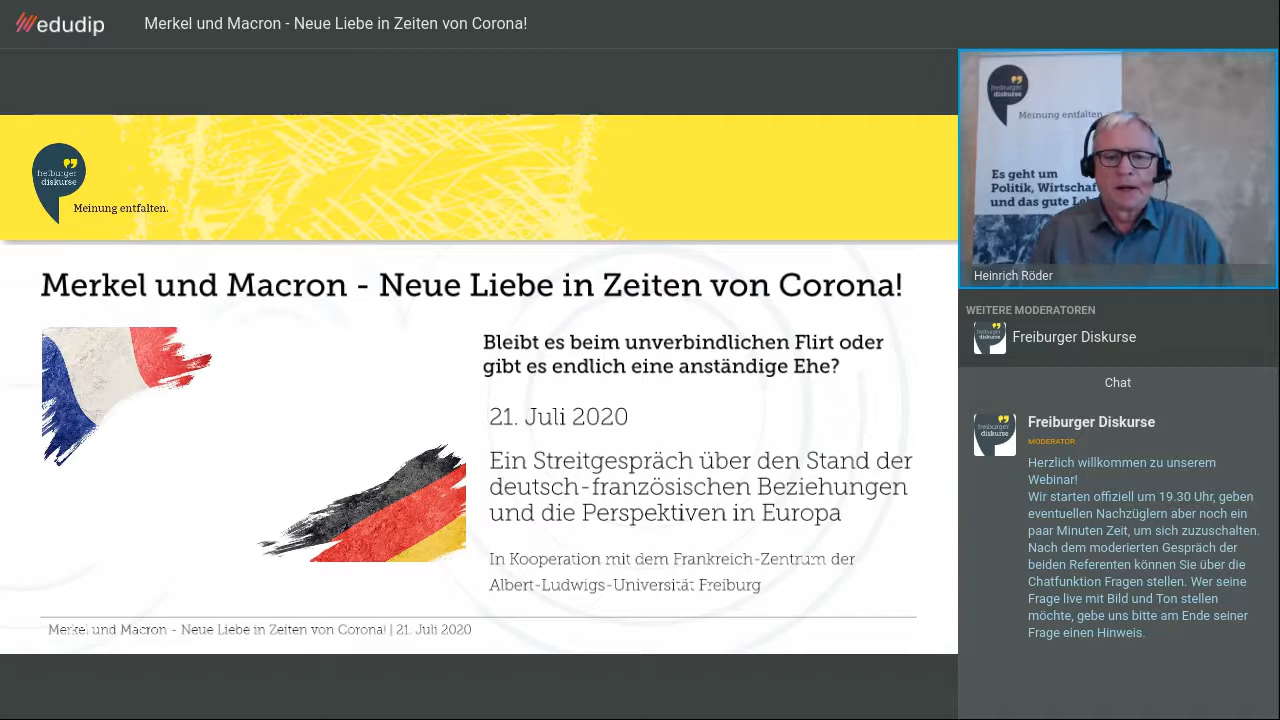 edudip
Merkel und Macron - Neue Liebe in Zeiten von Corona!
freiburger
diskurse
Meinung entfalten.
Merkel und Macron - Neue Liebe in Zeiten von Corona!
Bleibt es beim unverbindlichen Flirt oder
gibt es endlich eine anständige Ehe?
21. Juli 2020
Ein Streitgespräch über den Stand der
deutsch-französischen Beziehungen
und die Perspektiven in Europa
In Kooperation mit dem Frankreich-Zentrum der
Albert-Ludwigs-Universität Freiburg
Merkel und Macron - Neue Liebe in Zeiten von Corona! | 21. Juli 2020
freiburger
diskurse
Meinung entfalten.
Es geht um
Politik, Wirtschaf
und das gute Leb
Heinrich Röder
WEITERE MODERATOREN
freiburger
diskurse
Freiburger Diskurse
Chat
freiburger
diskurse
Freiburger Diskurse
MODERATOR
Herzlich willkommen zu unserem
Webinar!
Wir starten offiziell um 19.30 Uhr, geben
eventuellen Nachzüglern aber noch ein
paar Minuten Zeit, um sich zuzuschalten.
Nach dem moderierten Gespräch der
beiden Referenten können Sie über die
Chatfunktion Fragen stellen. Wer seine
Frage live mit Bild und Ton stellen
möchte, gebe uns bitte am Ende seiner
Frage einen Hinweis.